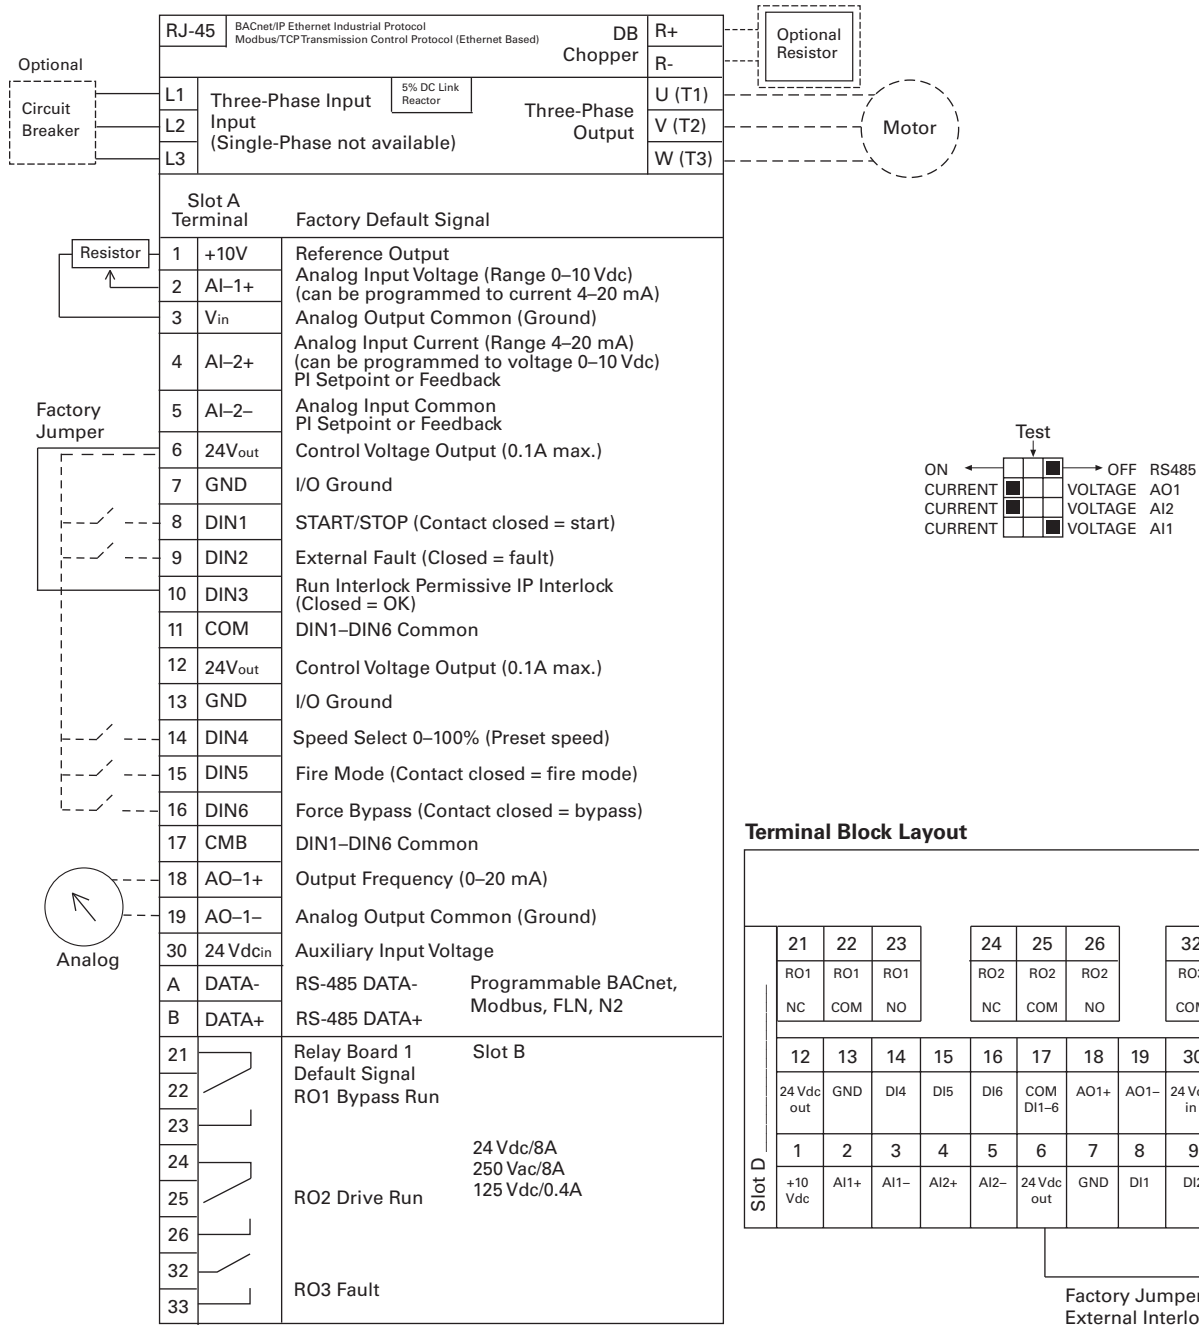 RJ-45 BACnet/IP Ethernet Industrial Protocol
Modbus/TCP Transmission Control Protocol (Ethernet Based)
DB
Chopper
R+
R-
Optional
Resistor
Optional
Circuit
Breaker
L1
L2
L3
Three-Phase Input
Input
(Single-Phase not available)
5% DC Link
Reactor
Three-Phase
Output
U (T1)
V (T2)
W (T3)
Motor
Slot A
Terminal Factory Default Signal
Resistor
1 +10V Reference Output
2 AI–1+ Analog Input Voltage (Range 0–10 Vdc)
(can be programmed to current 4–20 mA)
3 Vin Analog Output Common (Ground)
4 AI–2+ Analog Input Current (Range 4–20 mA)
(can be programmed to voltage 0–10 Vdc)
PI Setpoint or Feedback
5 AI–2– Analog Input Common
PI Setpoint or Feedback
Factory
Jumper
6 24Vout Control Voltage Output (0.1A max.)
7 GND I/O Ground
8 DIN1 START/STOP (Contact closed = start)
9 DIN2 External Fault (Closed = fault)
10 DIN3 Run Interlock Permissive IP Interlock
(Closed = OK)
11 COM DIN1–DIN6 Common
12 24Vout Control Voltage Output (0.1A max.)
13 GND I/O Ground
14 DIN4 Speed Select 0–100% (Preset speed)
15 DIN5 Fire Mode (Contact closed = fire mode)
16 DIN6 Force Bypass (Contact closed = bypass)
17 CMB DIN1–DIN6 Common
18 AO–1+ Output Frequency (0–20 mA)
19 AO–1– Analog Output Common (Ground)
Analog
30 24 Vdcin Auxiliary Input Voltage
A DATA- RS-485 DATA- Programmable BACnet,
B DATA+ RS-485 DATA+ Modbus, FLN, N2
21 Relay Board 1 Slot B
Default Signal
22 RO1 Bypass Run
23
24 24 Vdc/8A
250 Vac/8A
25 RO2 Drive Run 125 Vdc/0.4A
26
32
RO3 Fault
33
Test
ON OFF RS485
CURRENT VOLTAGE AO1
CURRENT VOLTAGE AI2
CURRENT VOLTAGE AI1
Terminal Block Layout
21 22 23 24 25 26 32
RO1 RO1 RO1 RO2 RO2 RO2
NC COM NO NC COM NO
12 13 14 15 16 17 18 19 30
24 Vdc GND DI4 DI5 DI6 COM AO1+ AO1–
out DI1–6 in
1 2 3 4 5 6 7 8 9
+10 AI1+ AI1– AI2+ AI2– 24 Vdc GND DI1
Vdc out
Slot D
Factory Jumper
External